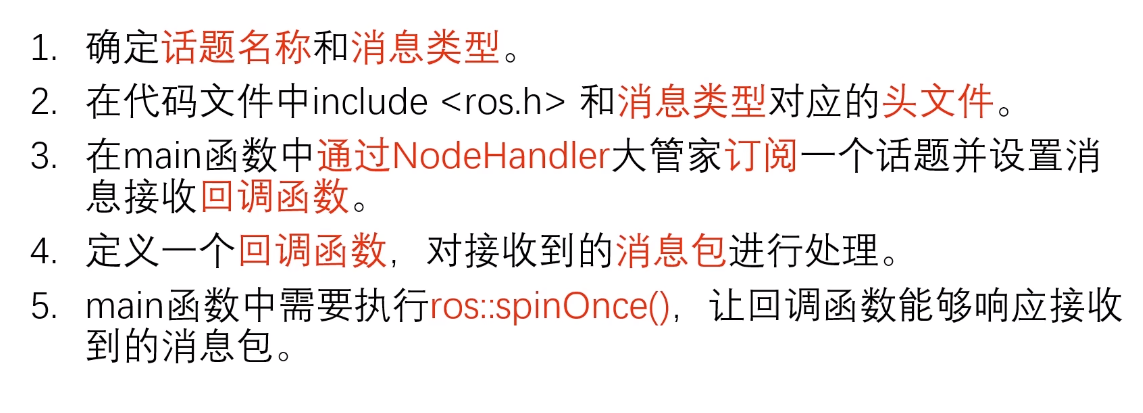 1. 确定话题名称和消息类型。
2. 在代码文件中include <ros.h> 和消息类型对应的头文件。
3. 在main函数中通过NodeHandler大管家订阅一个话题并设置消
息接收回调函数。
4. 定义一个回调函数，对接收到的消息包进行处理。
5. main函数中需要执行ros::spinOnce()，让回调函数能够响应接收
到的消息包。